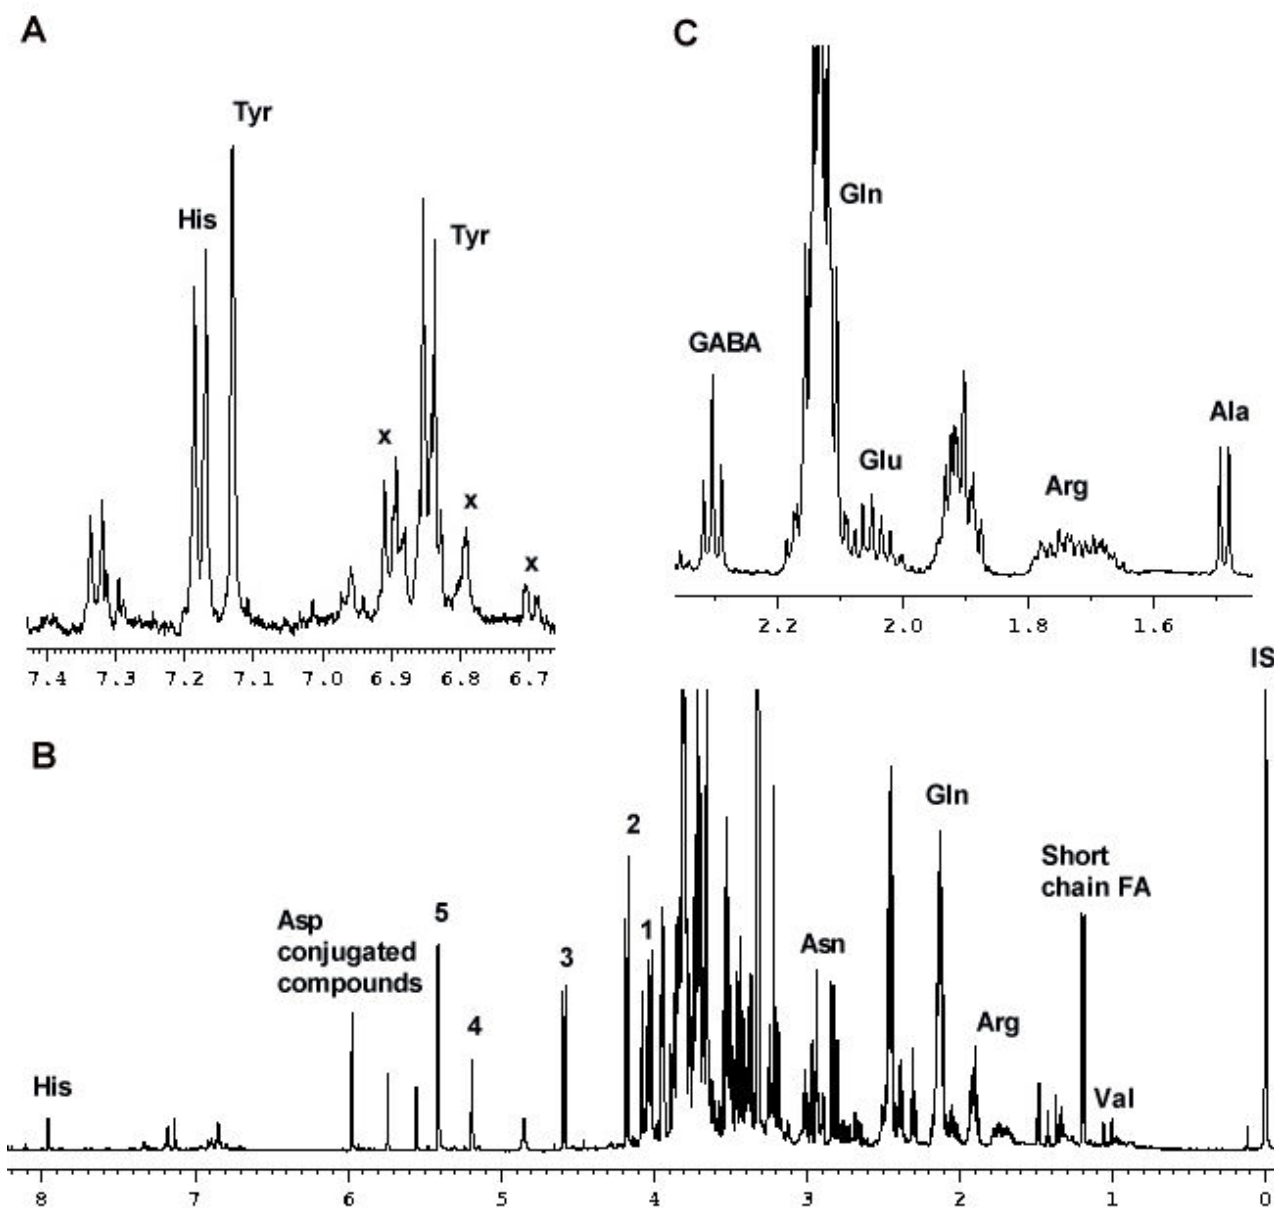 A
Tyr
His
Tyr
x
x
x
7.4 7.3 7.2 7.1 7.0 6.9 6.8 6.7
C
Gln
GABA
Glu
Arg
Ala
2.2 2.0 1.8 1.6
B
IS
Asp
conjugated
compounds
5
4
3
2
1
Asn
Gln
Arg
Short
chain FA
Val
His
8 7 6 5 4 3 2 1 0